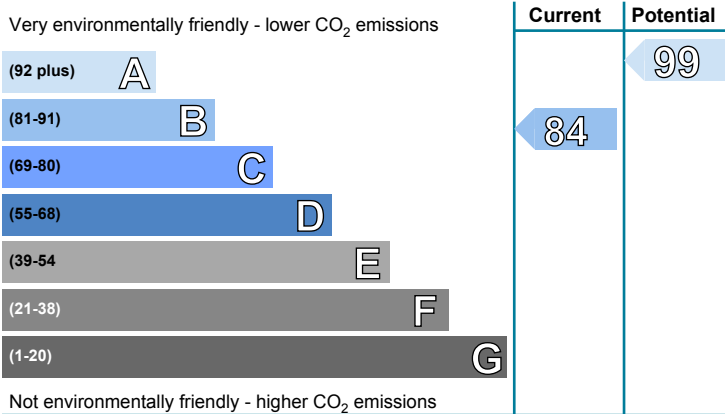 Current Potential
Very environmentally friendly - lower CO₂ emissions
(92 plus) A 99
(81-91) B 84
(69-80) C
(55-68) D
(39-54 E
(21-38) F
(1-20) G
Not environmentally friendly - higher CO₂ emissions